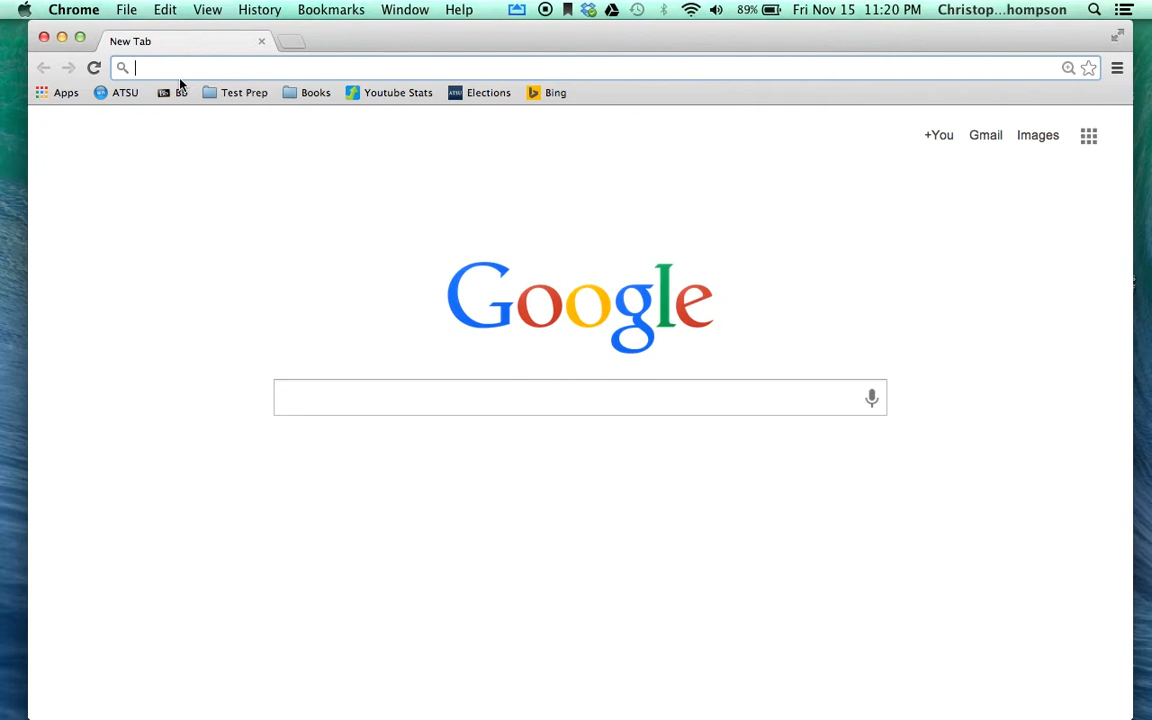 Chrome File Edit View History Bookmarks Window Help 89% Fri Nov 15 11:20 PM Christop...hompson
New Tab
Apps ATSU Test Prep Books Youtube Stats Elections Bing
+You Gmail Images
Google